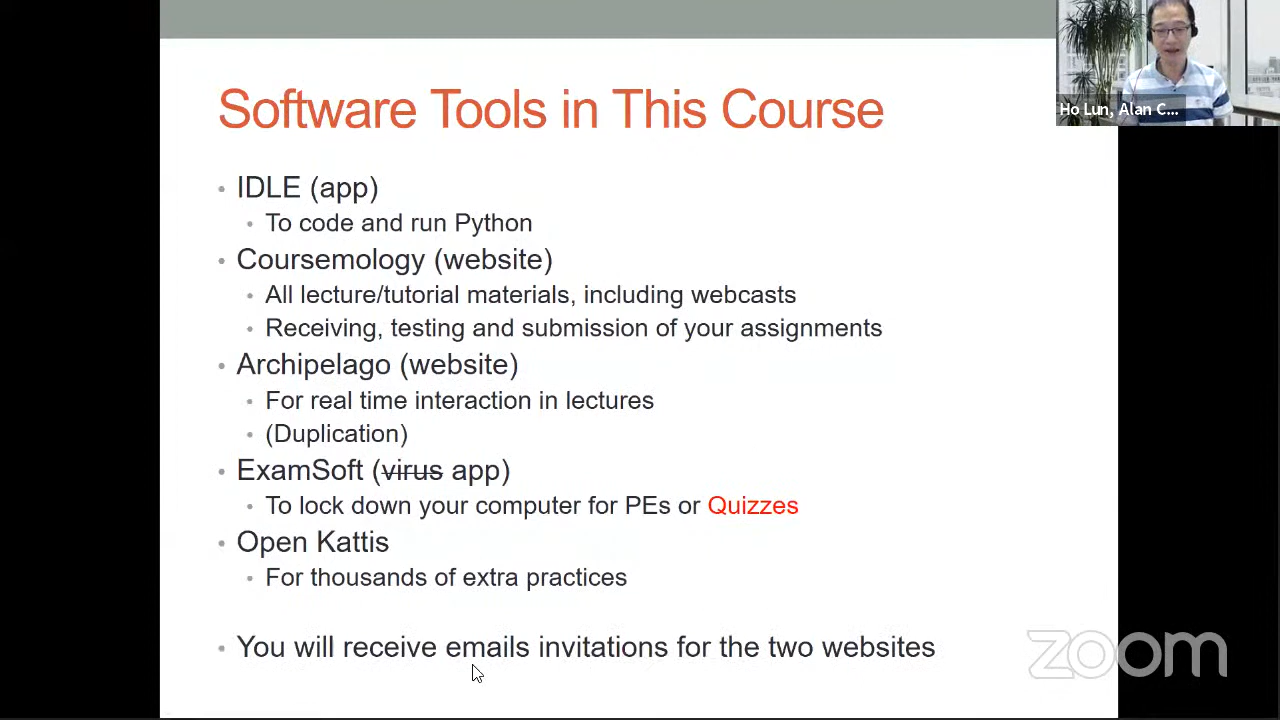 Software Tools in This Course
• IDLE (app)
• To code and run Python
• Coursemology (website)
• All lecture/tutorial materials, including webcasts
• Receiving, testing and submission of your assignments
• Archipelago (website)
• For real time interaction in lectures
• (Duplication)
• ExamSoft (virus app)
• To lock down your computer for PEs or Quizzes
• Open Kattis
• For thousands of extra practices
• You will receive emails invitations for the two websites
Ho Lun, Alan C...
zoom